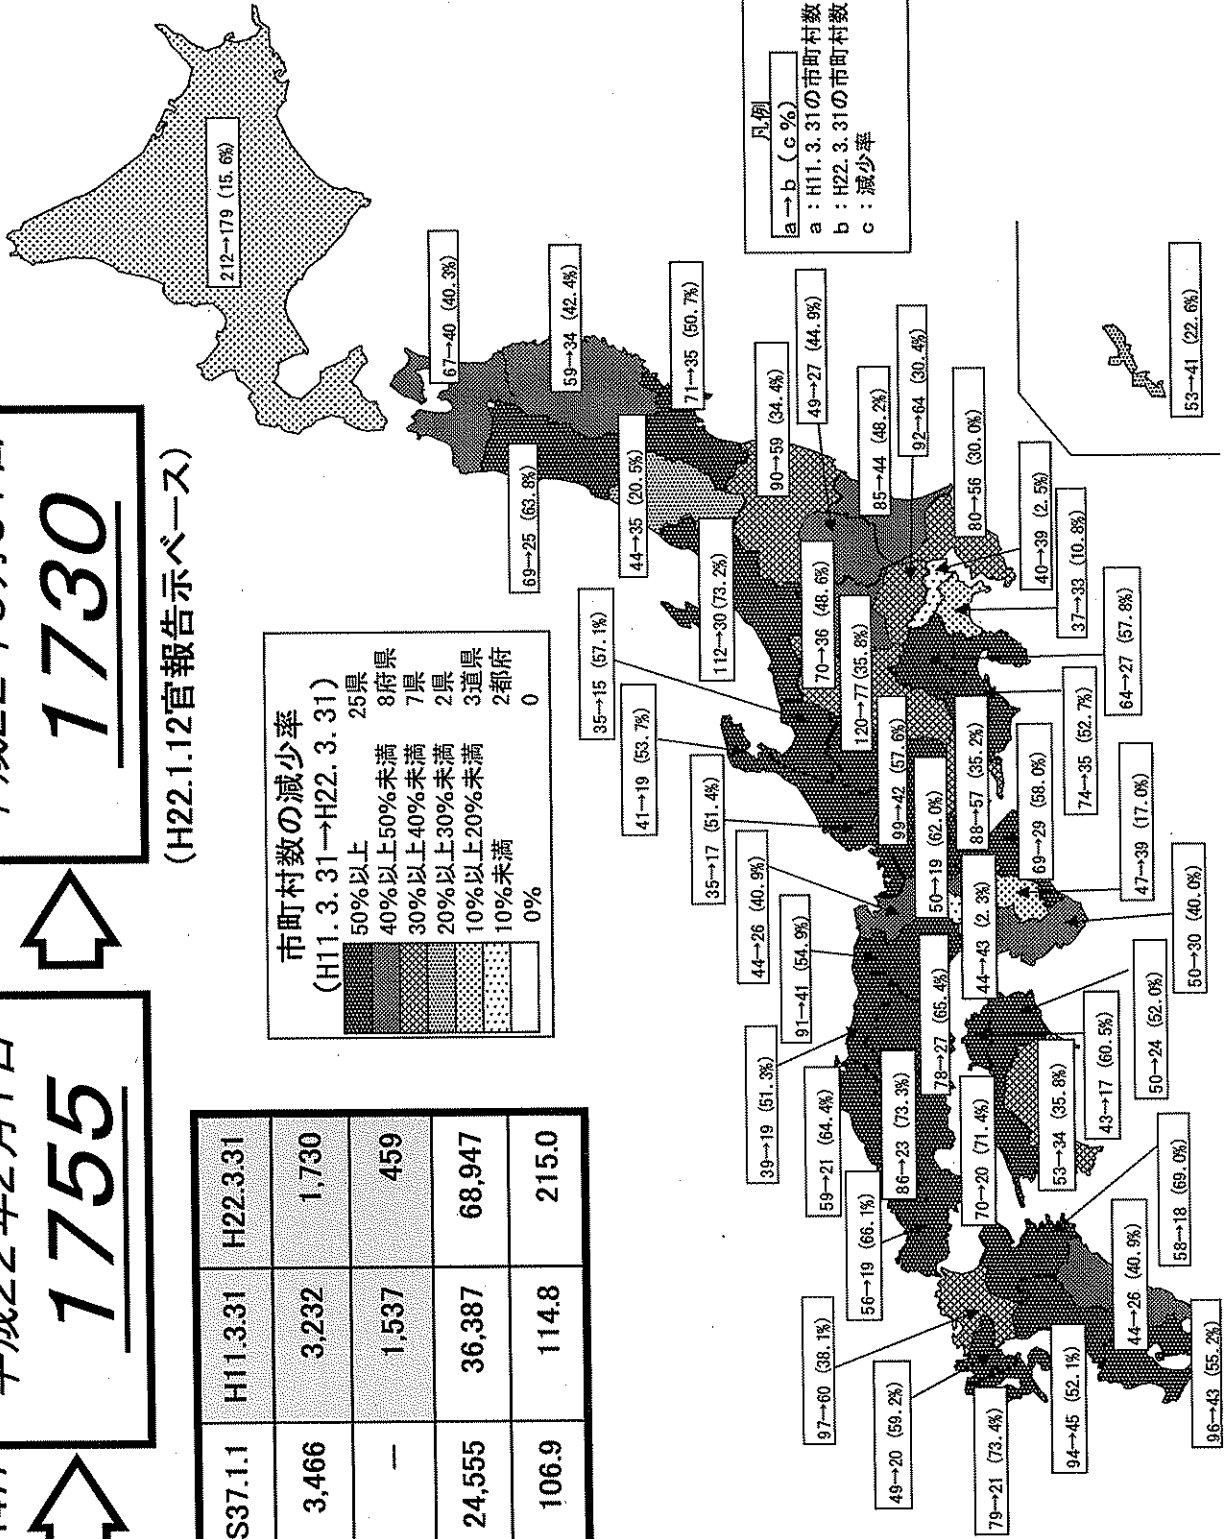 平成22年2月1日
1755
1730
(H22.1.12官報告示ベース)
S37.1.1 H11.3.31 H22.3.31
3,466 3,232 1,730
— 1,537 459
24,555 36,387 68,947
106.9 114.8 215.0
市町村数の減少率
(H11.3.31→H22.3.31)
50%以上 25県
40%以上50%未満 8府県
30%以上40%未満 7県
20%以上30%未満 2県
10%以上20%未満 3道県
10%未満 2都府
0% 0
凡例
a→b (c%)
a:H11.3.31の市町村数
b:H22.3.31の市町村数
c:減少率
212→179 (15.6%)
67→40 (40.3%)
59→34 (42.4%)
71→35 (50.7%)
69→25 (63.8%)
44→35 (20.5%)
90→59 (34.4%)
49→27 (44.9%)
85→44 (48.2%)
92→64 (30.4%)
80→56 (30.0%)
40→39 (2.5%)
37→33 (10.8%)
64→27 (57.8%)
112→30 (73.2%)
70→36 (48.6%)
120→77 (35.8%)
35→15 (57.1%)
41→19 (53.7%)
35→17 (51.4%)
99→42 (57.6%)
88→57 (35.2%)
74→35 (52.7%)
69→29 (58.0%)
50→19 (62.0%)
44→26 (40.9%)
44→43 (2.3%)
47→39 (17.0%)
50→30 (40.0%)
91→41 (54.9%)
39→19 (51.3%)
78→27 (65.4%)
59→21 (64.4%)
86→23 (73.3%)
56→19 (66.1%)
50→24 (52.0%)
43→17 (60.5%)
53→34 (35.8%)
70→20 (71.4%)
97→60 (38.1%)
49→20 (59.2%)
79→21 (73.4%)
94→45 (52.1%)
58→18 (69.0%)
44→26 (40.9%)
96→43 (55.2%)
53→41 (22.6%)